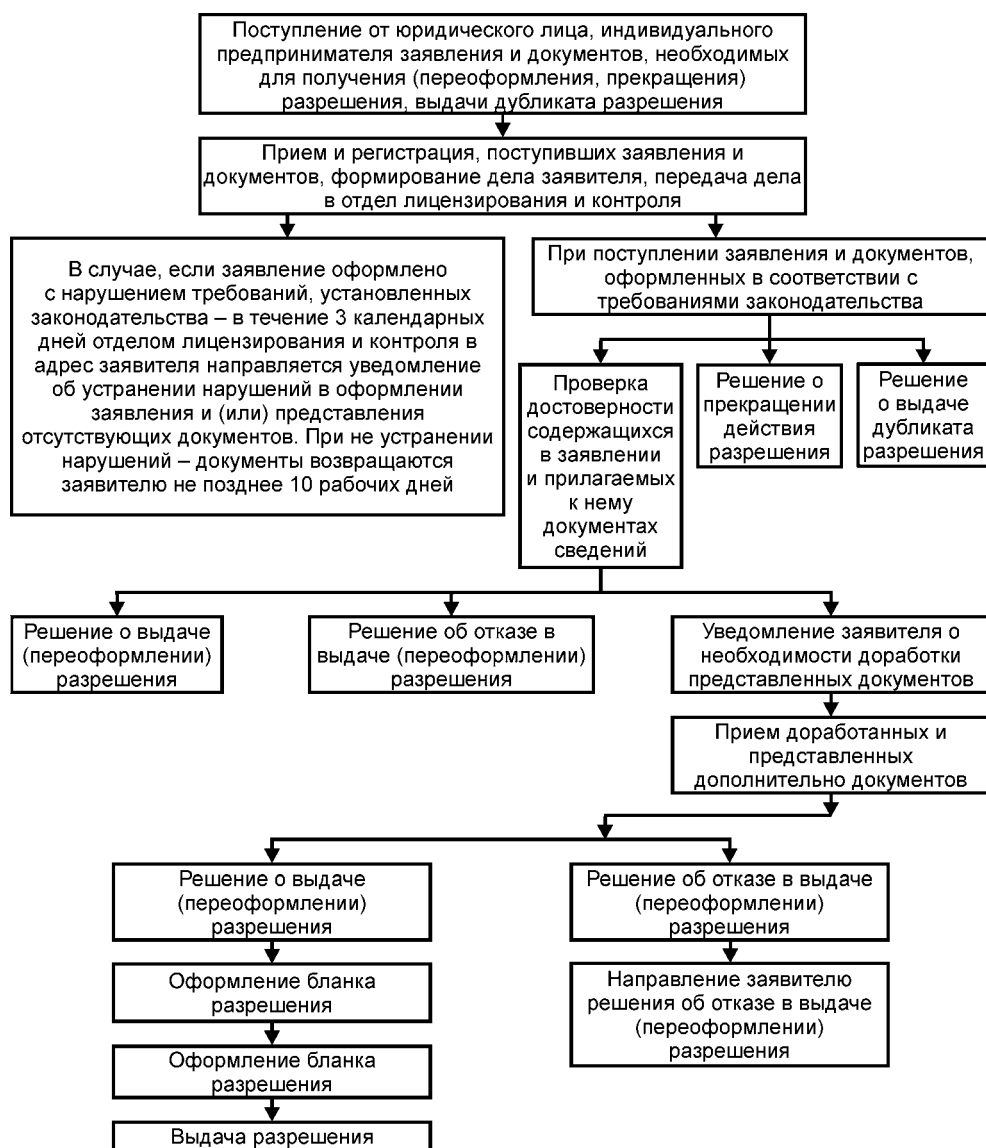 Поступление от юридического лица, индивидуального
предпринимателя заявления и документов, необходимых
для получения (переоформления, прекращения)
разрешения, выдачи дубликата разрешения
Прием и регистрация, поступивших заявления и
документов, формирование дела заявителя, передача дела
в отдел лицензирования и контроля
В случае, если заявление оформлено
с нарушением требований, установленных
законодательства – в течение 3 календарных
дней отделом лицензирования и контроля в
адрес заявителя направляется уведомление
об устранении нарушений в оформлении
заявления и (или) представления
отсутствующих документов. При не устранении
нарушений – документы возвращаются
заявителю не позднее 10 рабочих дней
При поступлении заявления и документов,
оформленных в соответствии с
требованиями законодательства
Проверка
достоверности
содержащихся
в заявлении
и прилагаемых
к нему
документах
сведений
Решение о
прекращении
действия
разрешения
Решение
о выдаче
дубликата
разрешения
Решение о выдаче
(переоформлении)
разрешения
Решение об отказе в
выдаче (переоформлении)
разрешения
Уведомление заявителя о
необходимости доработки
представленных документов
Прием доработанных и
представленных
дополнительно документов
Решение о выдаче
(переоформлении)
разрешения
Решение об отказе в выдаче
(переоформлении)
разрешения
Оформление бланка
разрешения
Направление заявителю
решения об отказе в выдаче
(переоформлении)
разрешения
Оформление бланка
разрешения
Выдача разрешения